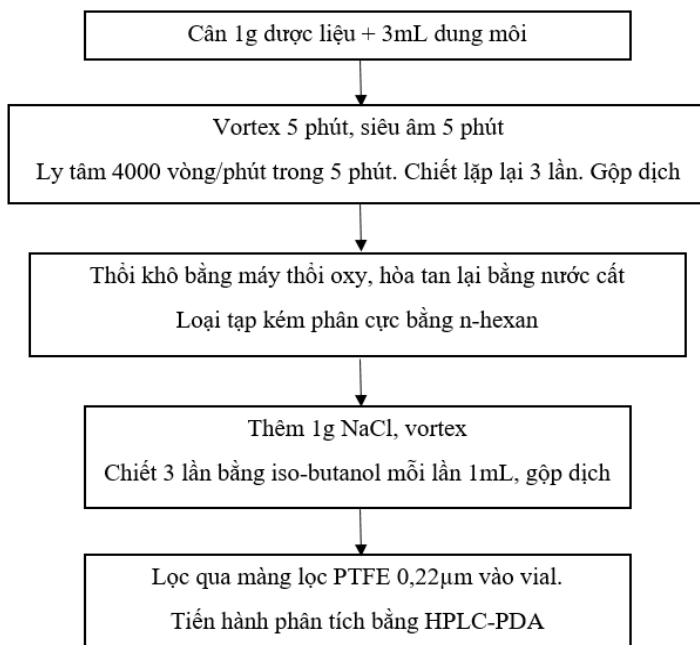 Cân 1g dược liệu + 3mL dung môi
Vortex 5 phút, siêu âm 5 phút
Ly tâm 4000 vòng/phút trong 5 phút. Chiết lặp lại 3 lần. Gộp dịch
Thổi khô bằng máy thổi oxy, hòa tan lại bằng nước cất
Loại tạp kém phân cực bằng n-hexan
Thêm 1g NaCl, vortex
Chiết 3 lần bằng iso-butanol mỗi lần 1mL, gộp dịch
Lọc qua màng lọc PTFE 0,22µm vào vial.
Tiến hành phân tích bằng HPLC-PDA